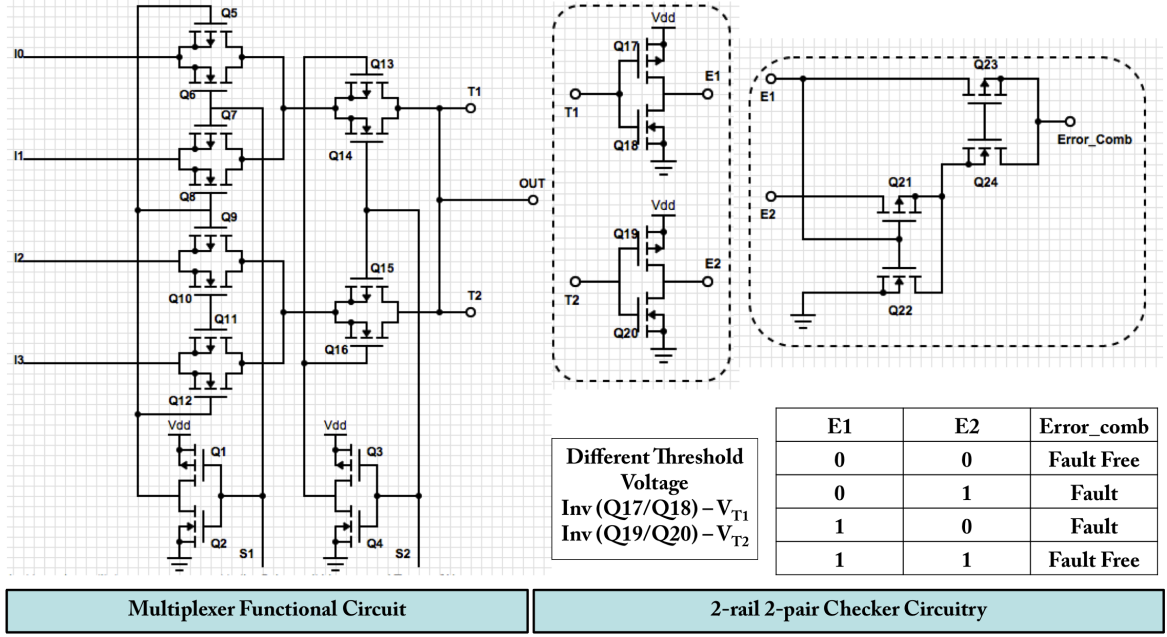 Q5
I0
Q6
Q7
I1
Q8
Q9
I2
Q10
Q11
I3
Q12
Vdd
Q1
Q2
S1
Q13
T1
Q14
OUT
Q15
T2
Q16
Vdd
Q3
Q4
S2
Vdd
Q17
E1
T1
Q18
Vdd
Q19
E2
T2
Q20
Q23
E1
Error_Comb
Q24
Q21
E2
Q22
Different Threshold
Voltage
Inv (Q17/Q18) – VT1
Inv (Q19/Q20) – VT2
E1 E2 Error_comb
0 0 Fault Free
0 1 Fault
1 0 Fault
1 1 Fault Free
Multiplexer Functional Circuit
2-rail 2-pair Checker Circuitry